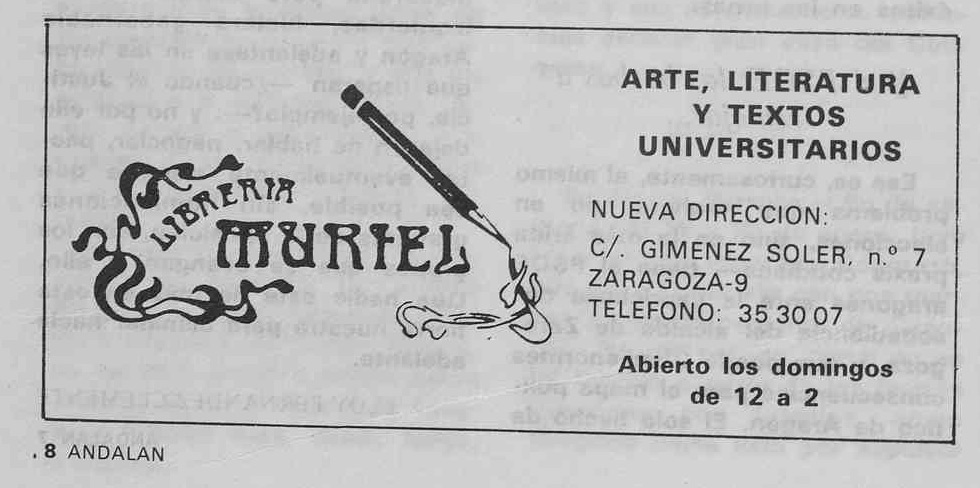 LIBRERIA
MURIEL
ARTE, LITERATURA
Y TEXTOS
UNIVERSITARIOS
NUEVA DIRECCION:
C/. GIMENEZ SOLER, n.º 7
ZARAGOZA-9
TELEFONO: 35 30 07
Abierto los domingos
de 12 a 2
8 ANDALAN